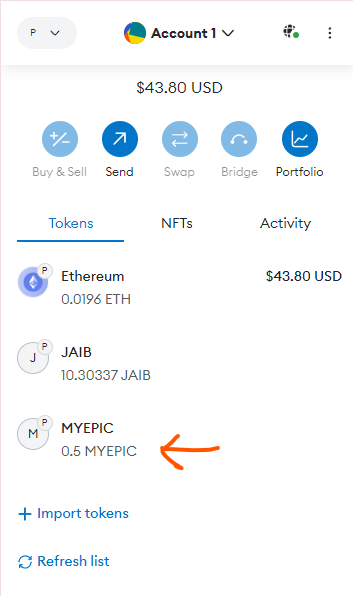 P Account 1
$43.80 USD
Buy & Sell Send Swap Bridge Portfolio
Tokens NFTs Activity
P
Ethereum $43.80 USD
0.0196 ETH
P
J JAIB
10.30337 JAIB
P
M MYEPIC
0.5 MYEPIC
+ Import tokens
Refresh list